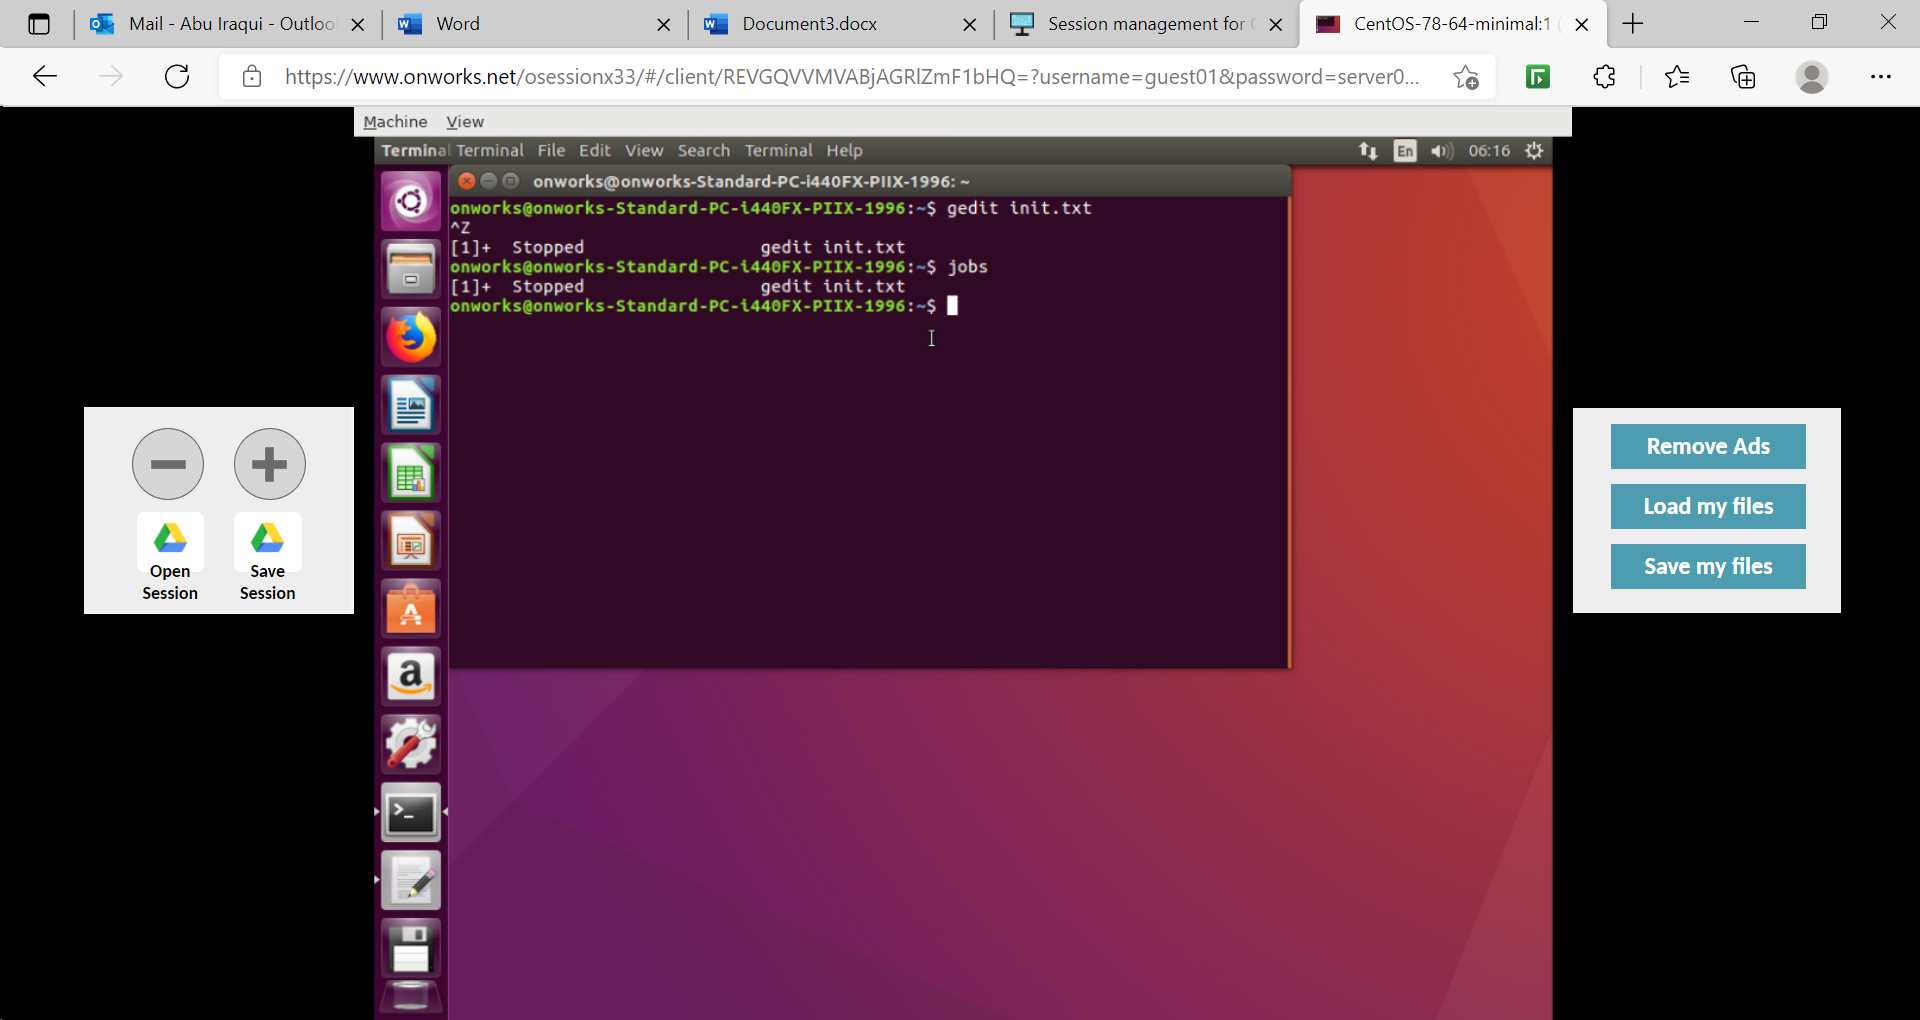 Mail - Abu Iraqui - Outloo
Word
Document3.docx
Session management for
CentOS-78-64-minimal:1
https://www.onworks.net/osessionx33/#/client/REVGQVVMVABjAGRlZmF1bHQ=?username=guest01&password=server0...
Machine View
Terminal Terminal File Edit View Search Terminal Help
En 06:16
onworks@onworks-Standard-PC-i440FX-PIIX-1996: ~
onworks@onworks-Standard-PC-i440FX-PIIX-1996:~$ gedit init.txt
^Z
[1]+ Stopped gedit init.txt
onworks@onworks-Standard-PC-i440FX-PIIX-1996:~$ jobs
[1]+ Stopped gedit init.txt
onworks@onworks-Standard-PC-i440FX-PIIX-1996:~$
Open
Session
Save
Session
Remove Ads
Load my files
Save my files